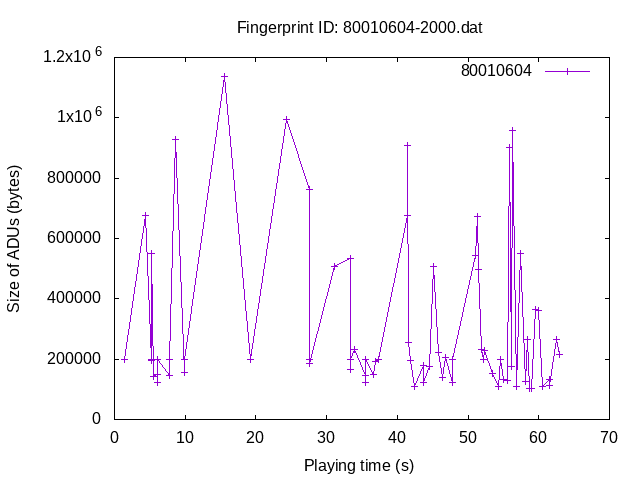 Fingerprint ID: 80010604-2000.dat
80010604
Size of ADUs (bytes)
1.2x10^6
1x10^6
800000
600000
400000
200000
0
0 10 20 30 40 50 60 70
Playing time (s)